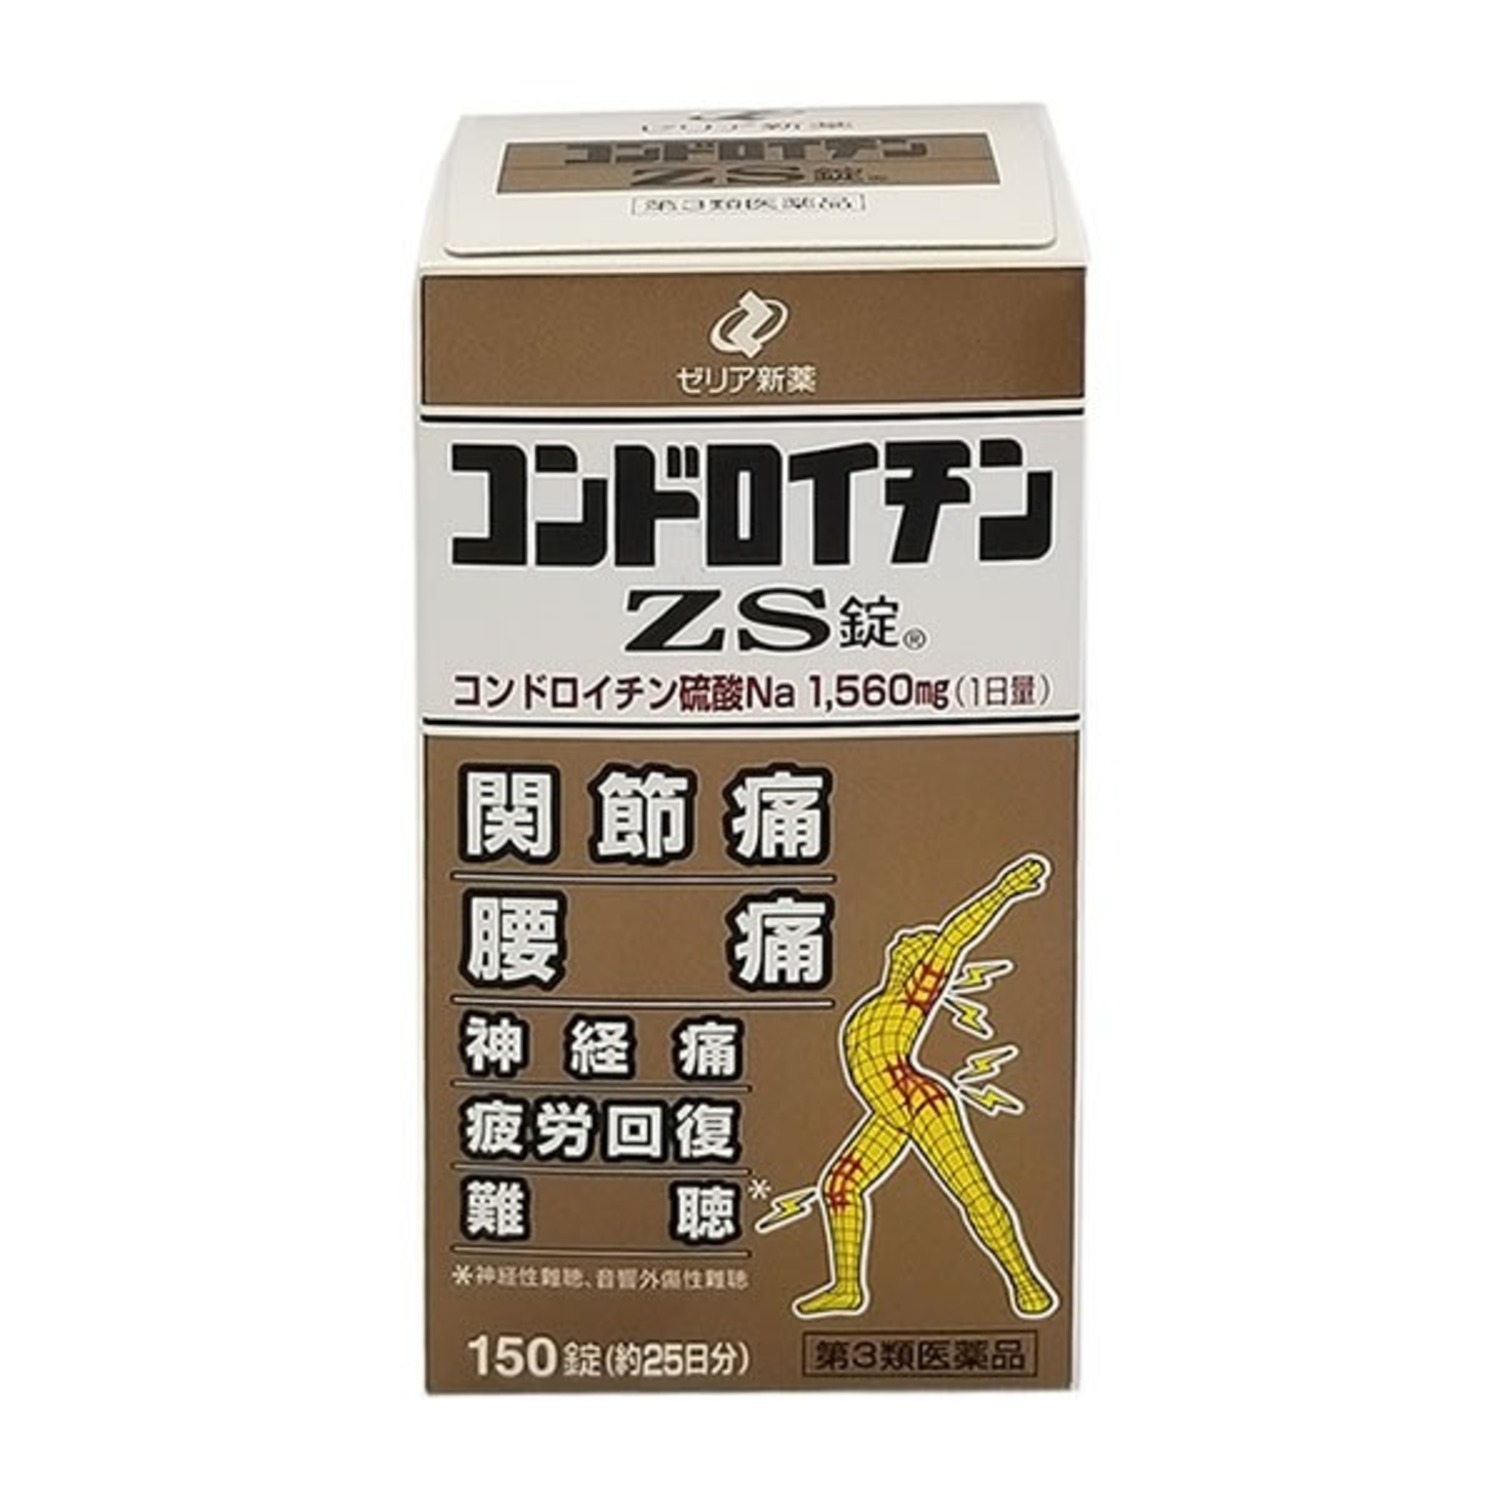 ゼリア新薬
コンドロイチン
ZS錠®
第3類医薬品
ゼリア新薬
コンドロイチン
ZS錠®
コンドロイチン硫酸Na 1,560mg(1日量)
関節痛
腰痛
神経痛
疲労回復
難聴*
*神経性難聴、音響外傷性難聴
150錠(約25日分)
第3類医薬品